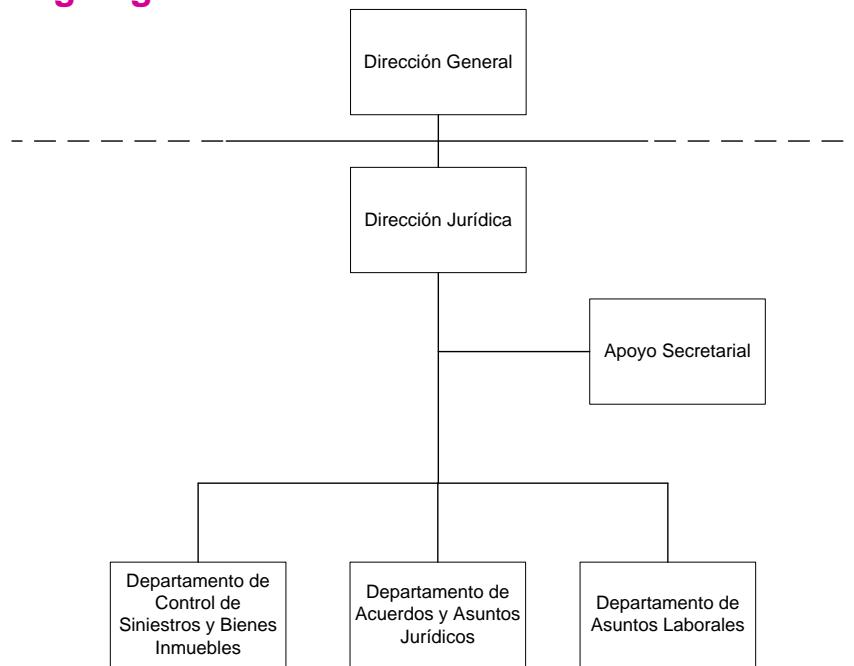 Dirección General
Dirección Jurídica
Apoyo Secretarial
Departamento de
Control de
Siniestros y Bienes
Inmuebles
Departamento de
Acuerdos y Asuntos
Jurídicos
Departamento de
Asuntos Laborales